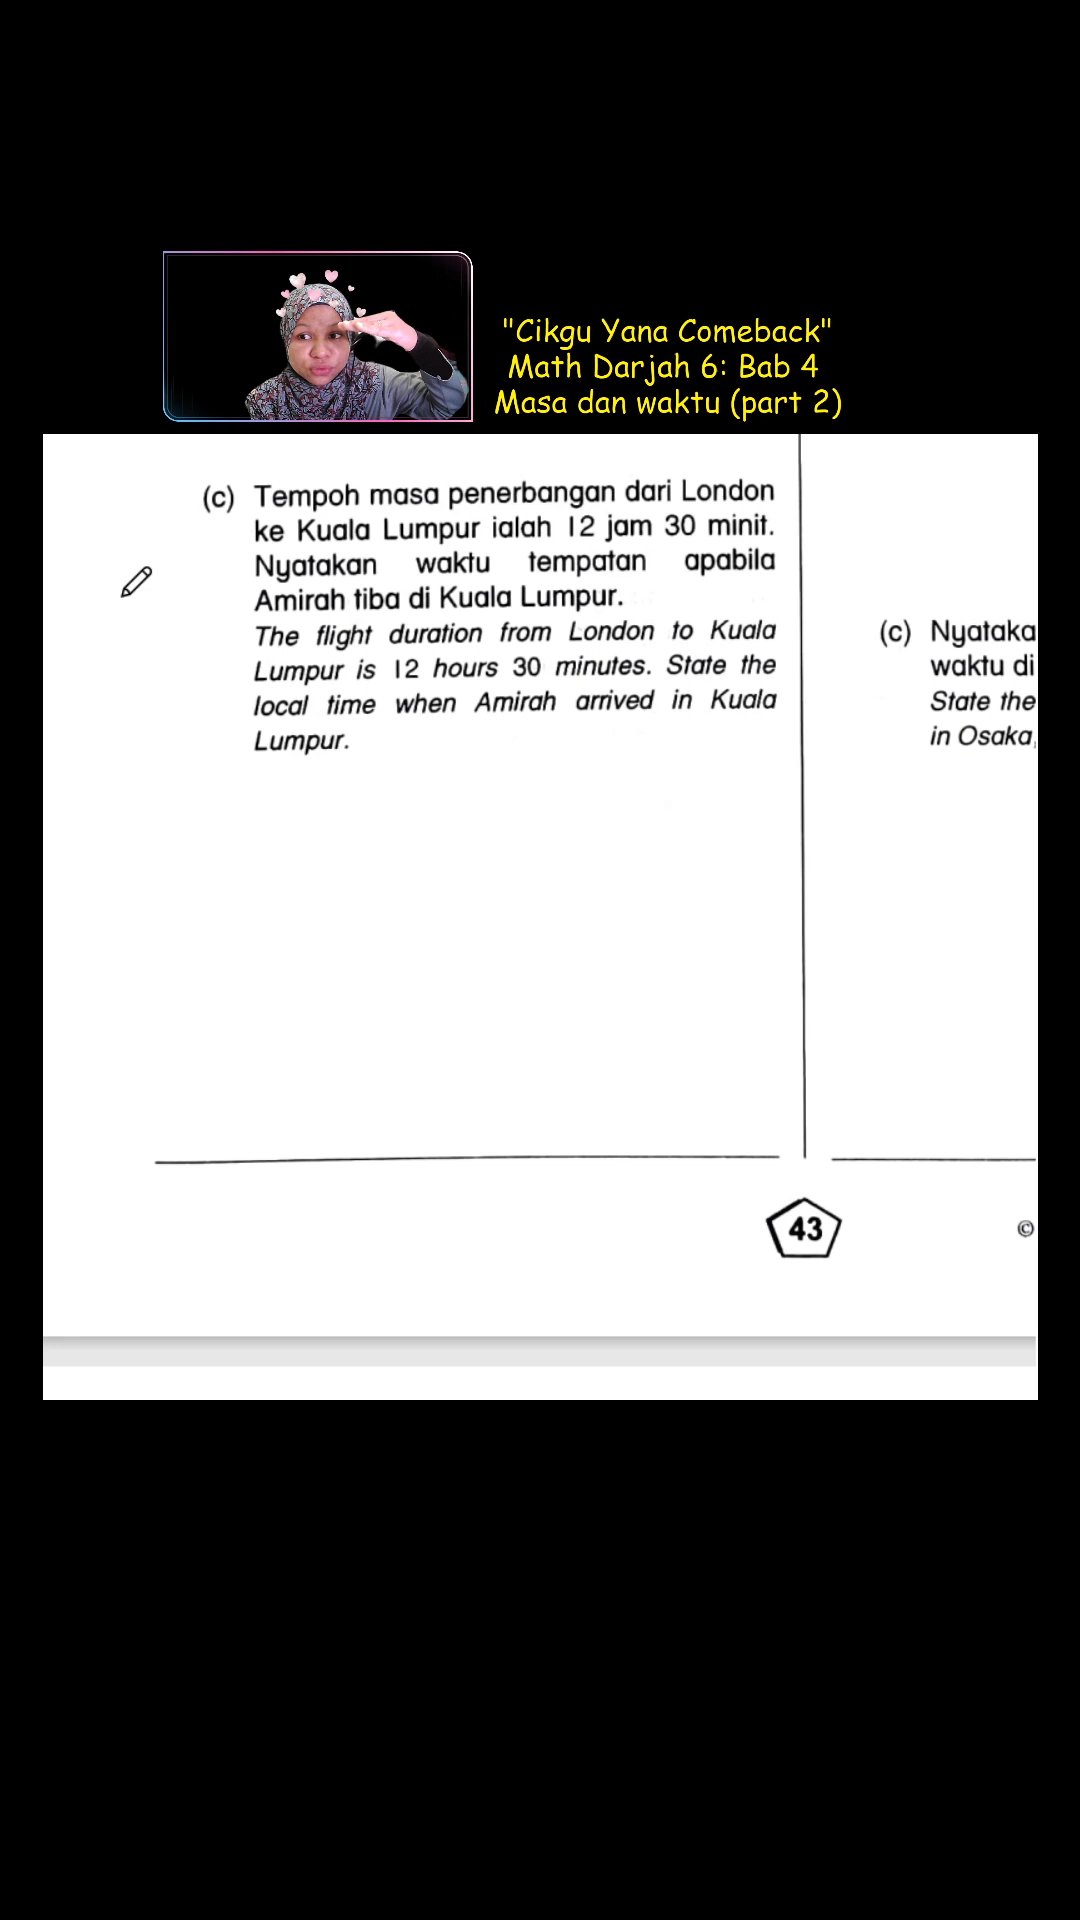 "Cikgu Yana Comeback"
Math Darjah 6: Bab 4
Masa dan waktu (part 2)
(c) Tempoh masa penerbangan dari London
ke Kuala Lumpur ialah 12 jam 30 minit.
Nyatakan waktu tempatan apabila
Amirah tiba di Kuala Lumpur.
The flight duration from London to Kuala
Lumpur is 12 hours 30 minutes. State the
local time when Amirah arrived in Kuala
Lumpur.
(c) Nyataka
waktu di
State the
in Osaka,
43
©